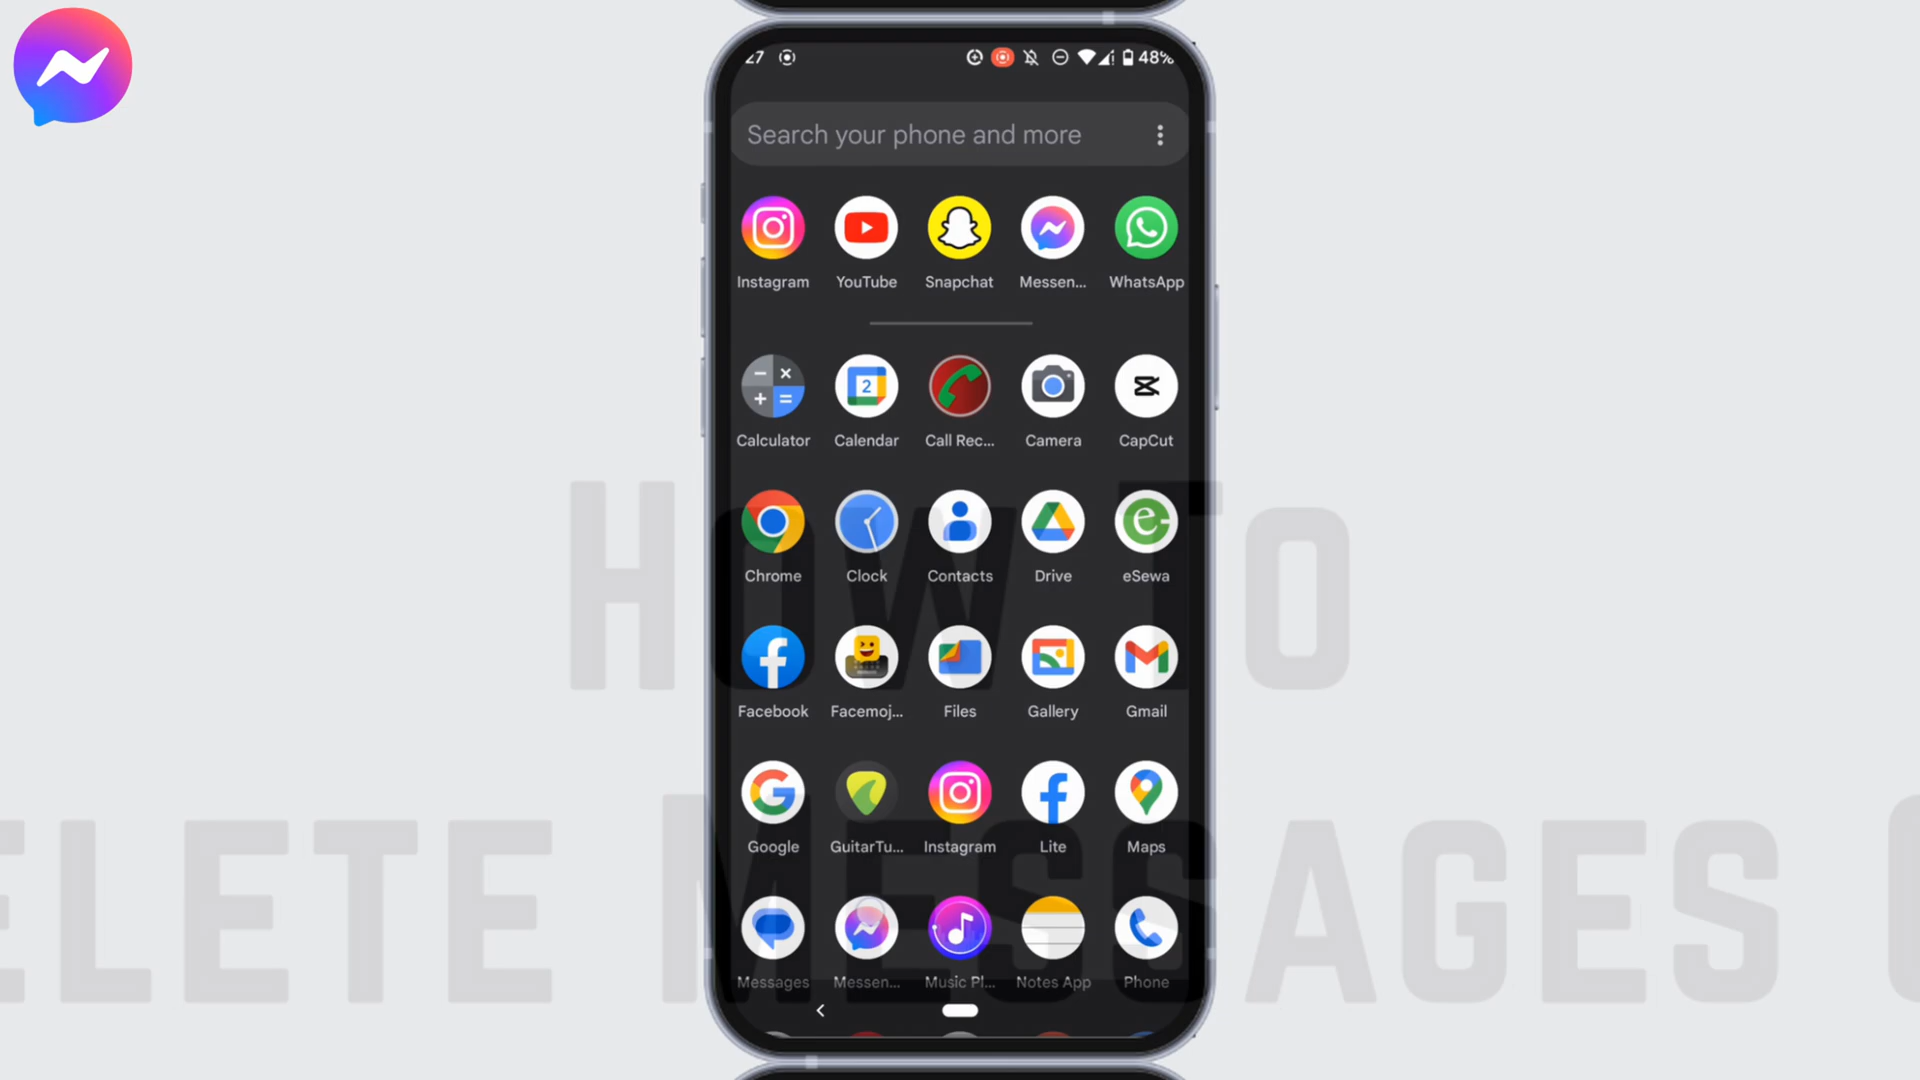 27 48%
Search your phone and more
Instagram YouTube Snapchat Messen... WhatsApp
Calculator Calendar Call Rec... Camera CapCut
Chrome Clock Contacts Drive eSewa
Facebook Facemoj... Files Gallery Gmail
Google GuitarTu... Instagram Lite Maps
Messages Messen... Music Pl... Notes App Phone
HOW TO
ELETE MESSAGES